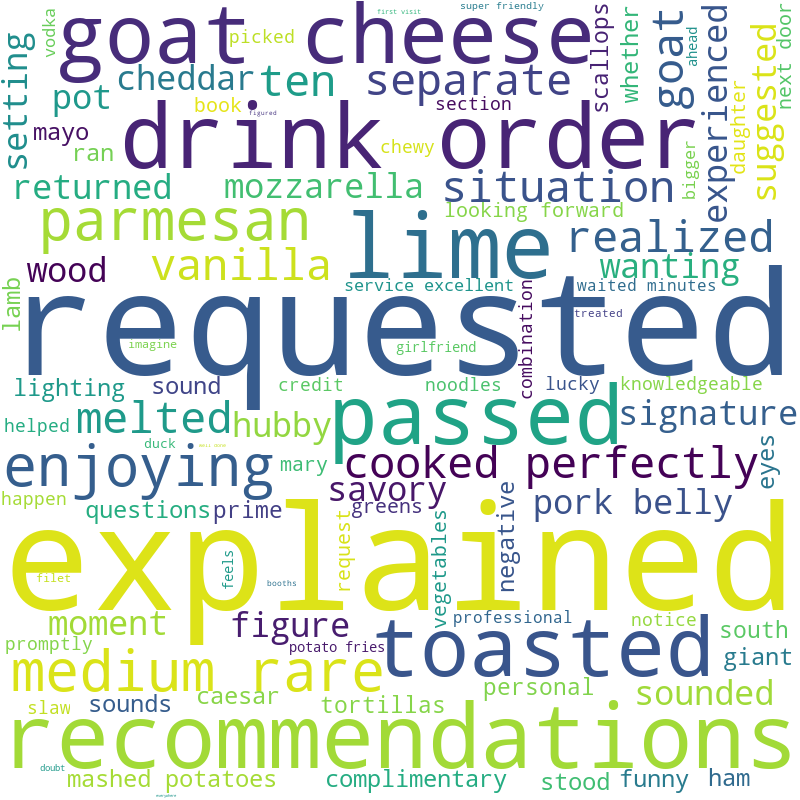 super friendly
first visit
goat cheese
vodka
picked
scallops
whether
goat
ahead
next door
setting
cheddar
ten
separate
experienced
suggested
pot
book
section
figured
drink order
mayo
ran
chewy
daughter
bigger
returned
mozzarella
situation
looking forward
parmesan
lime
realized
wood
vanilla
wanting
lamb
service excellent
waited minutes
requested
combination
treated
imagine
girlfriend
lighting
sound
credit
noodles
lucky
knowledgeable
helped
melted
hubby
passed
signature
duck
enjoying
mary
cooked perfectly
eyes
happen
savory
pork belly
questions
prime
greens
request
vegetables
negative
explained
filet
feels
booths
moment
figure
professional
notice
south
promptly
potato fries
toasted
giant
medium rare
personal
sounded
slaw
sounds
caesar
tortillas
recommendations
doubt
mashed potatoes
complimentary
stood
funny
ham